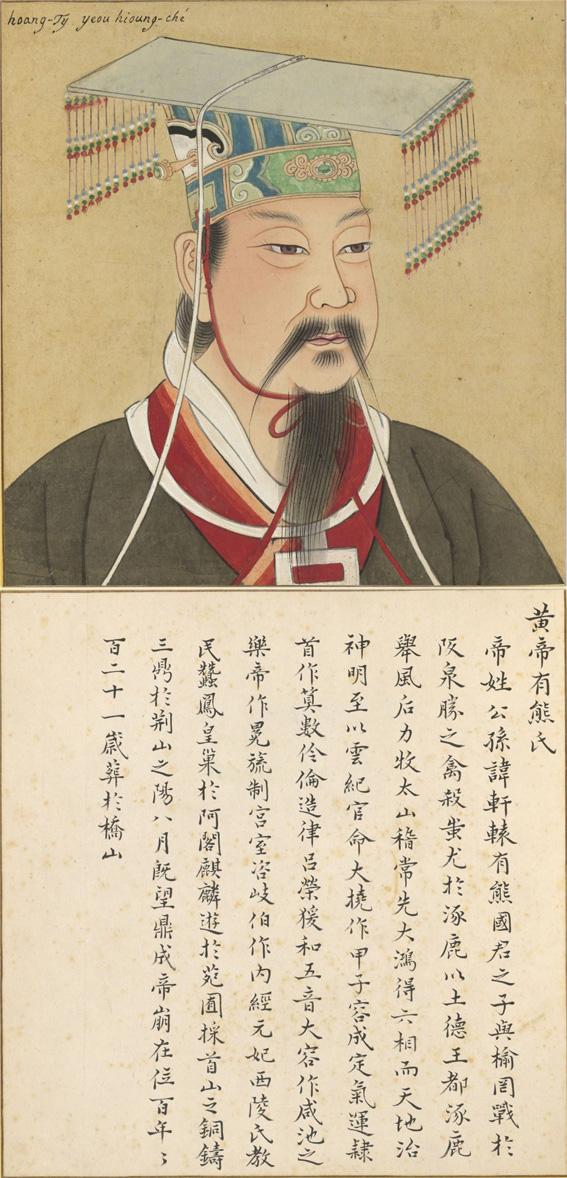 hoang-Ty yeou hioung-ché
黃帝有熊氏
帝姓公孫諱軒轅有熊國君之子與榆罔戰於
阪泉勝之禽殺蚩尤於涿鹿以土德王都涿鹿
舉風后力牧太山稽常先大鴻得六相而天地治
神明至以雲紀官命大撓作甲子容成定氣運隸
首作算數伶倫造律呂榮猨和五音大容作咸池之
樂帝作冕旒制宮室咨岐伯作內經元妃西陵氏教
民蠶鳳皇巢於阿閣麒麟遊於苑囿採首山之銅鑄
三鼎於荊山之陽八月既望鼎成帝崩在位百年〻
百二十一歲葬於橋山